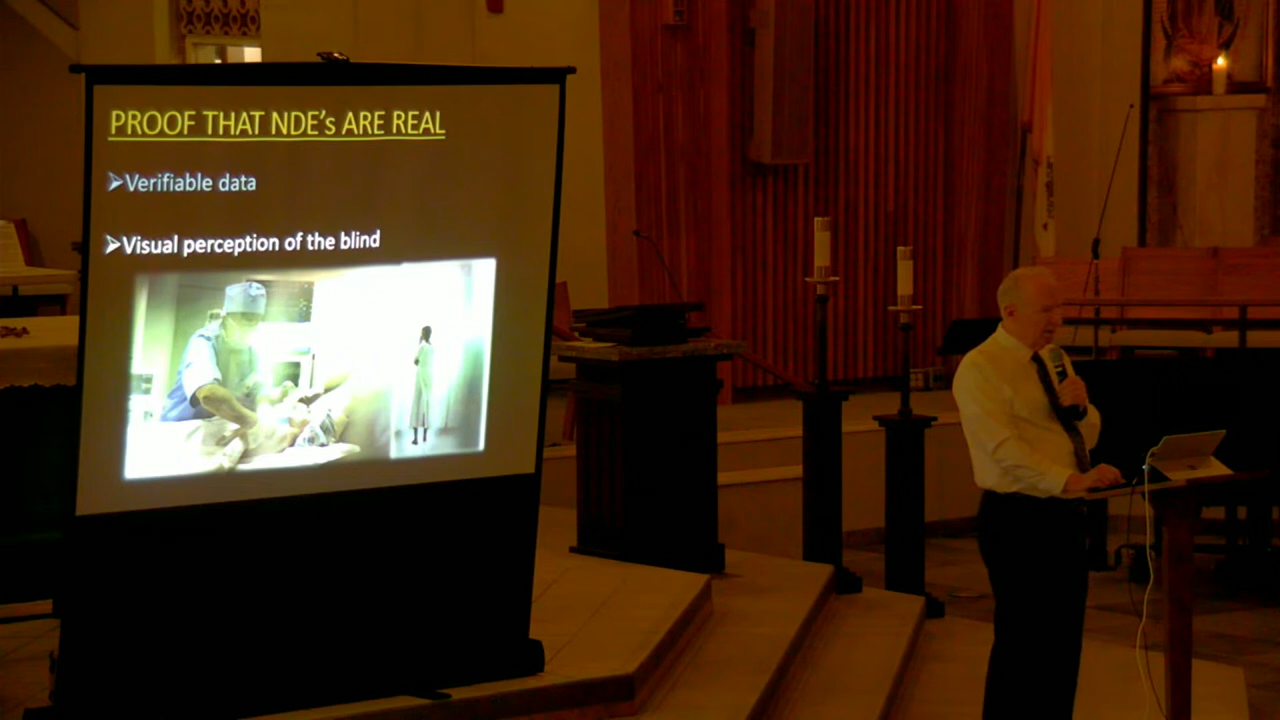 PROOF THAT NDE's ARE REAL
➢Verifiable data
➢Visual perception of the blind